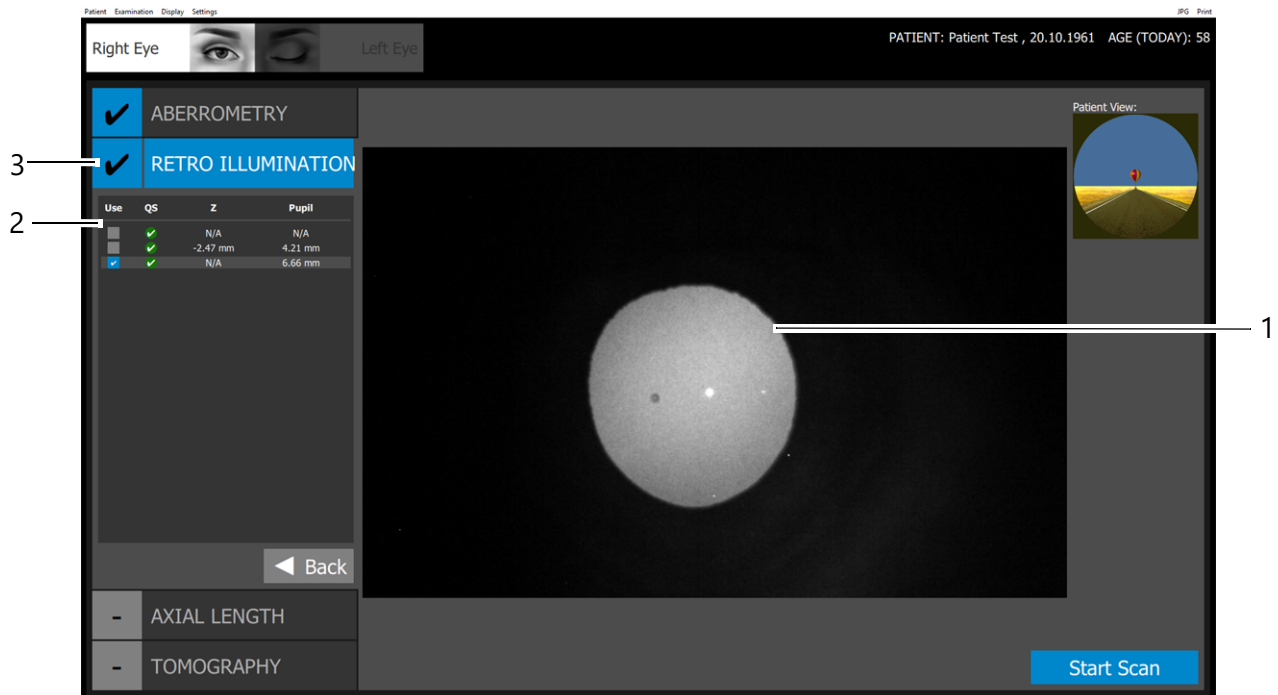 Patient Examination Display Settings JPG Print
Right Eye Left Eye PATIENT: Patient Test , 20.10.1961 AGE (TODAY): 58
✔ ABERROMETRY
Patient View:
3 ✔ RETRO ILLUMINATION
Use QS Z Pupil
2
✔ N/A N/A
✔ -2.47 mm 4.21 mm
✔ ✔ N/A 6.66 mm
1
◀ Back
- AXIAL LENGTH
- TOMOGRAPHY
Start Scan